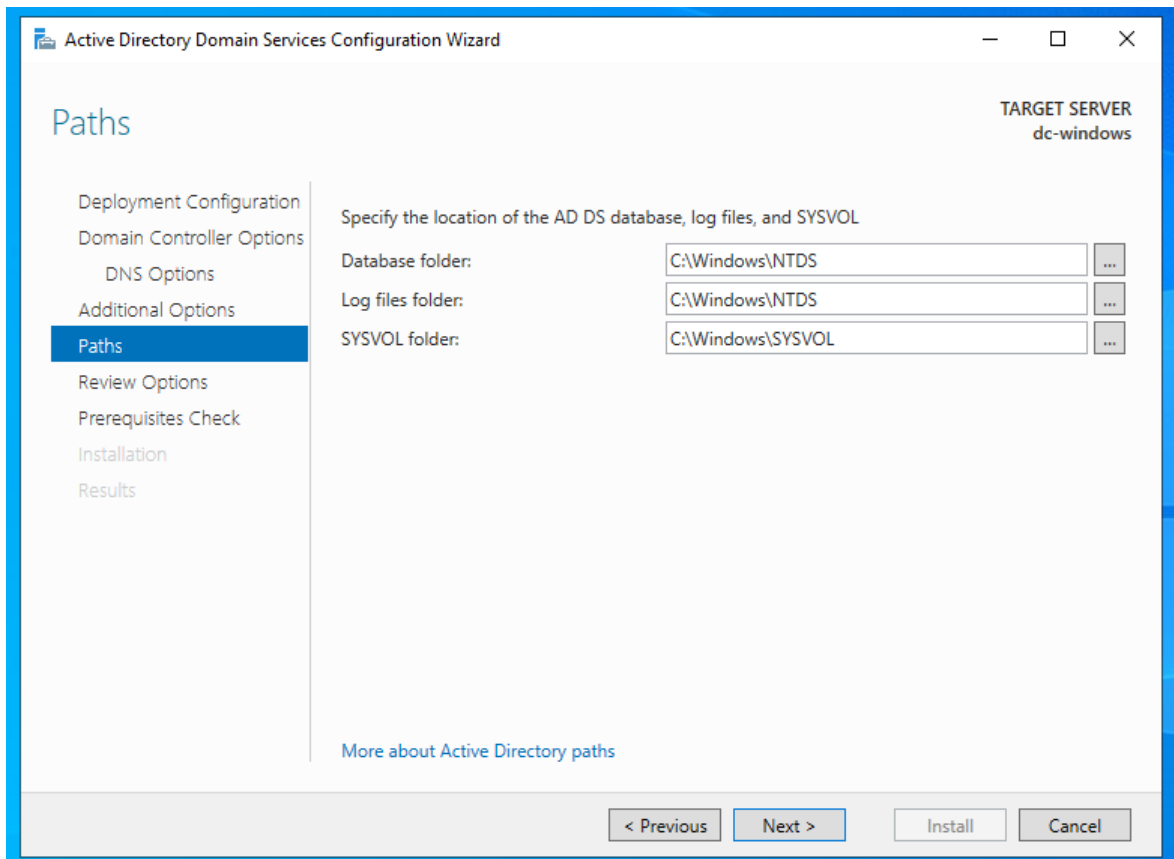 Active Directory Domain Services Configuration Wizard
Paths
TARGET SERVER
dc-windows
Deployment Configuration
Domain Controller Options
DNS Options
Additional Options
Paths
Review Options
Prerequisites Check
Installation
Results
Specify the location of the AD DS database, log files, and SYSVOL
Database folder: C:\Windows\NTDS ...
Log files folder: C:\Windows\NTDS ...
SYSVOL folder: C:\Windows\SYSVOL ...
More about Active Directory paths
< Previous Next > Install Cancel